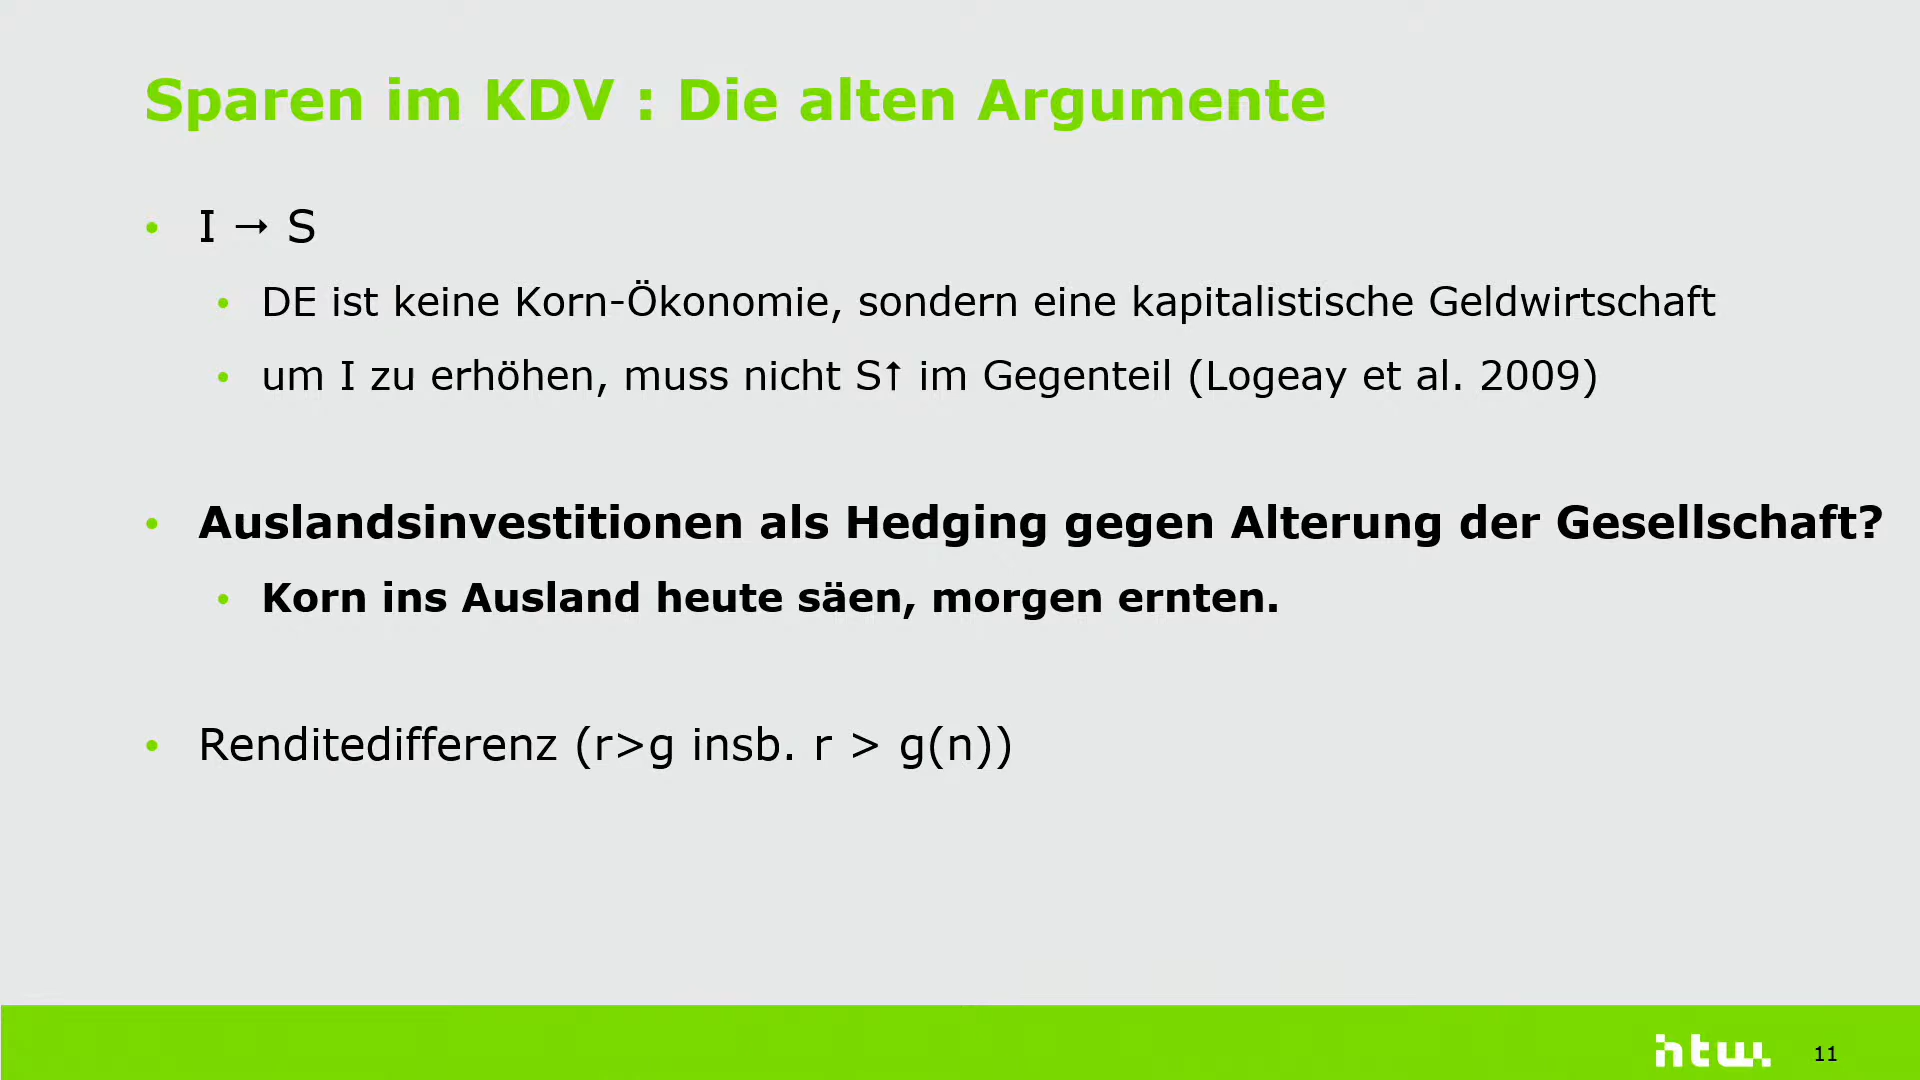 Sparen im KDV : Die alten Argumente
• I → S
• DE ist keine Korn-Ökonomie, sondern eine kapitalistische Geldwirtschaft
• um I zu erhöhen, muss nicht S↑ im Gegenteil (Logeay et al. 2009)
• Auslandsinvestitionen als Hedging gegen Alterung der Gesellschaft?
• Korn ins Ausland heute säen, morgen ernten.
• Renditedifferenz (r>g insb. r > g(n))
htw.
11